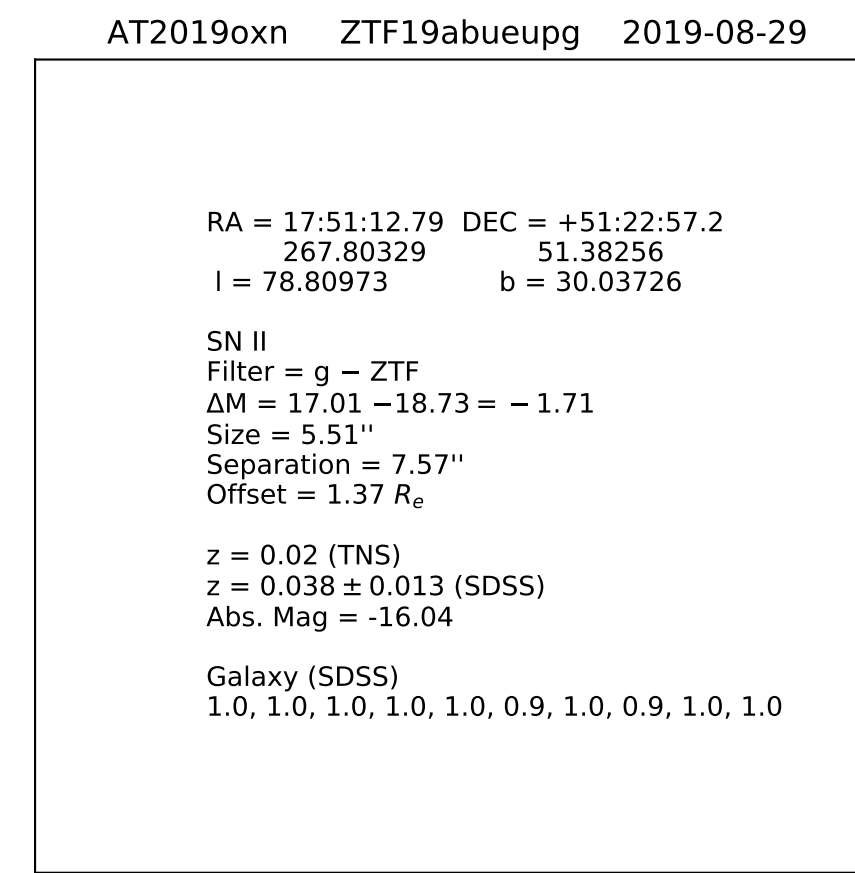 AT2019oxn ZTF19abueupg 2019-08-29
RA = 17:51:12.79 DEC = +51:22:57.2
267.80329 51.38256
l = 78.80973 b = 30.03726
SN II
Filter = g − ZTF
ΔM = 17.01 −18.73 = − 1.71
Size = 5.51''
Separation = 7.57''
Offset = 1.37 Rₑ
z = 0.02 (TNS)
z = 0.038 ± 0.013 (SDSS)
Abs. Mag = -16.04
Galaxy (SDSS)
1.0, 1.0, 1.0, 1.0, 1.0, 0.9, 1.0, 0.9, 1.0, 1.0